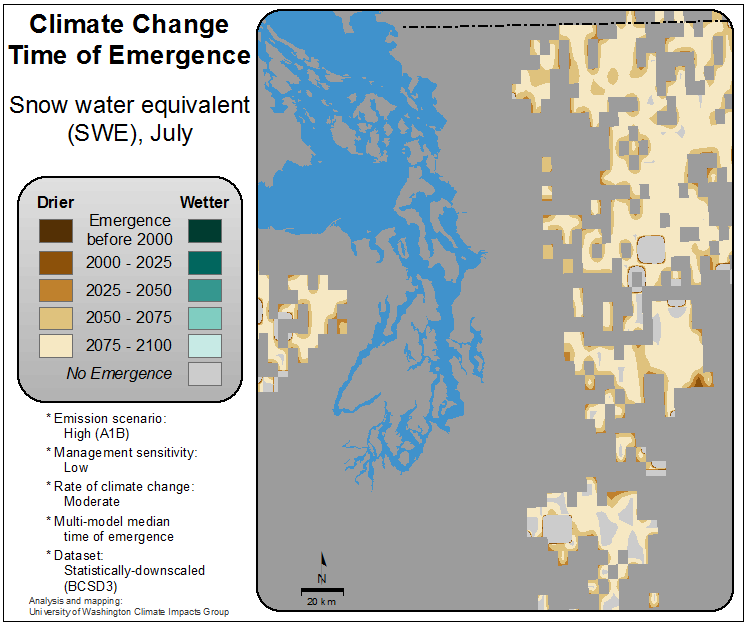 Climate Change
Time of Emergence
Snow water equivalent
(SWE), July
Drier
Wetter
Emergence
before 2000
2000 - 2025
2025 - 2050
2050 - 2075
2075 - 2100
No Emergence
* Emission scenario:
High (A1B)
* Management sensitivity:
Low
* Rate of climate change:
Moderate
* Multi-model median
time of emergence
* Dataset:
Statistically-downscaled
(BCSD3)
Analysis and mapping:
University of Washington Climate Impacts Group
N
20 km